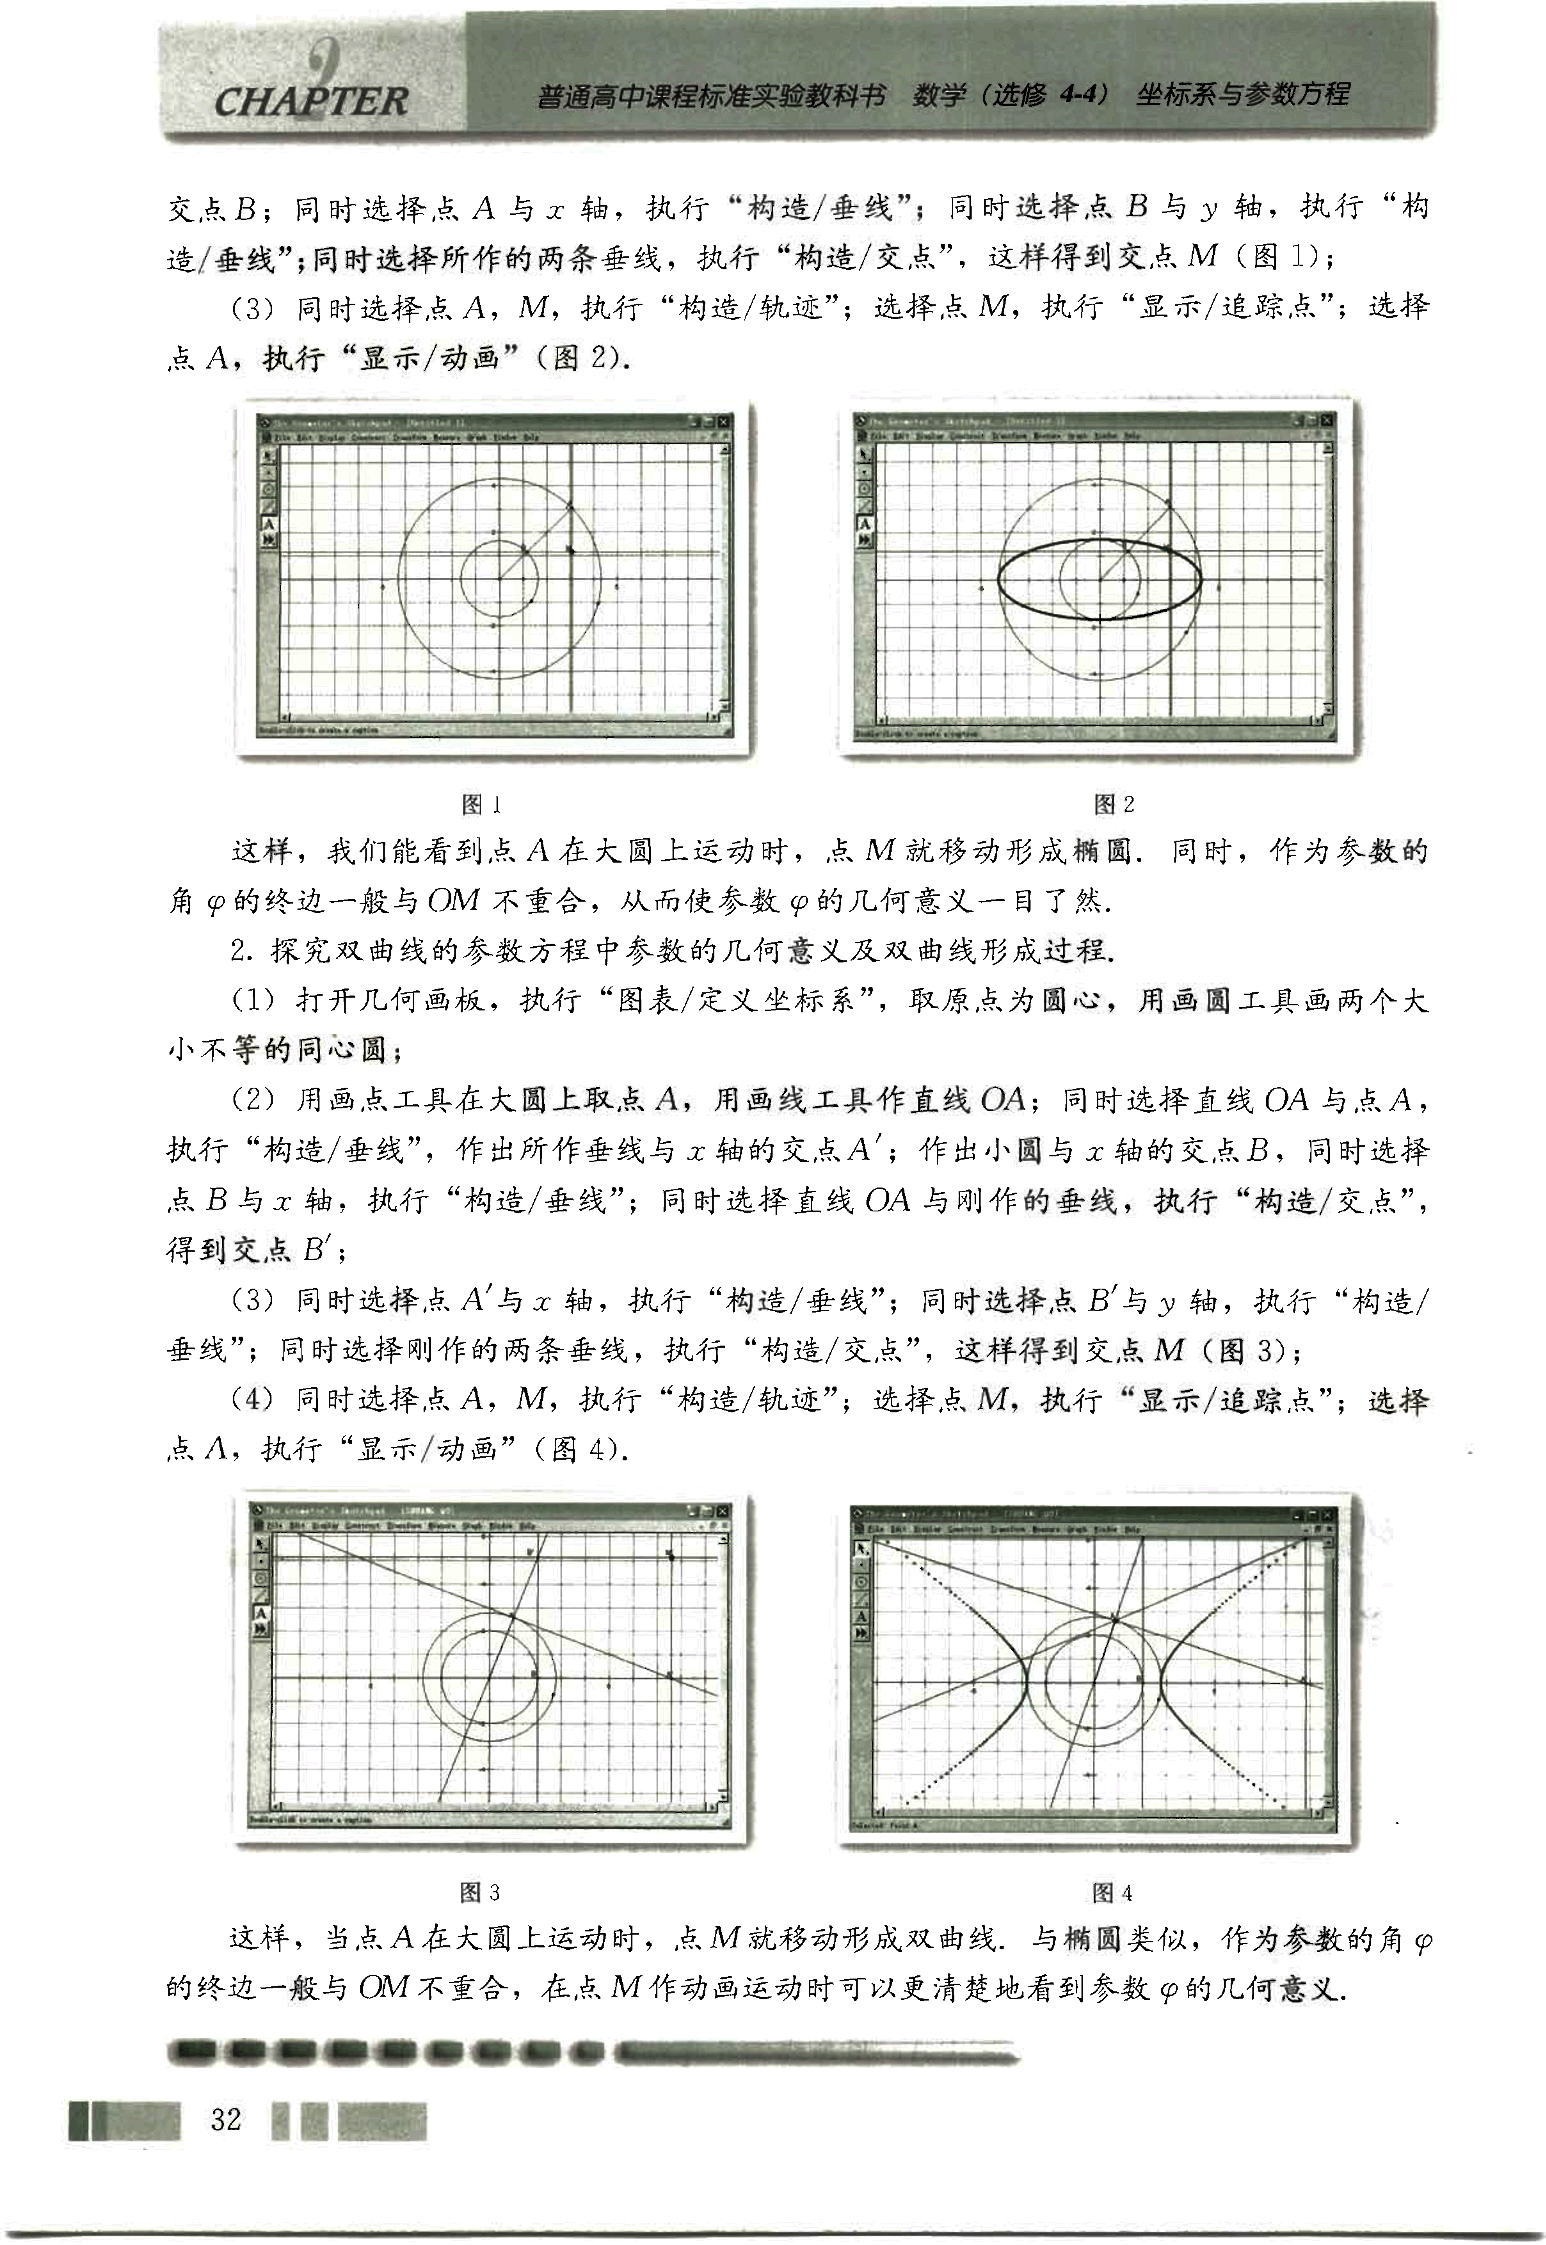 CHAPTER
普通高中课程标准实验教科书 数学（选修 4-4） 坐标系与参数方程
交点B；同时选择点 A 与 x 轴，执行“构造/垂线”；同时选择点 B 与 y 轴，执行“构
造/垂线”；同时选择所作的两条垂线，执行“构造/交点”，这样得到交点 M（图 1）；
（3）同时选择点 A，M，执行“构造/轨迹”；选择点 M，执行“显示/追踪点”；选择
点 A，执行“显示/动画”（图 2）.
图 1
图 2
这样，我们能看到点 A 在大圆上运动时，点 M 就移动形成椭圆. 同时，作为参数的
角 φ的终边一般与 OM 不重合，从而使参数 φ的几何意义一目了然.
2. 探究双曲线的参数方程中参数的几何意义及双曲线形成过程.
（1）打开几何画板，执行“图表/定义坐标系”，取原点为圆心，用画圆工具画两个大
小不等的同心圆；
（2）用画点工具在大圆上取点 A，用画线工具作直线 OA；同时选择直线 OA 与点 A，
执行“构造/垂线”，作出所作垂线与 x 轴的交点 A′；作出小圆与 x 轴的交点 B，同时选择
点 B 与 x 轴，执行“构造/垂线”；同时选择直线 OA 与刚作的垂线，执行“构造/交点”，
得到交点 B′；
（3）同时选择点 A′与 x 轴，执行“构造/垂线”；同时选择点 B′与 y 轴，执行“构造/
垂线”；同时选择刚作的两条垂线，执行“构造/交点”，这样得到交点 M（图 3）；
（4）同时选择点 A，M，执行“构造/轨迹”；选择点 M，执行“显示/追踪点”；选择
点 A，执行“显示/动画”（图 4）.
图 3
图 4
这样，当点 A 在大圆上运动时，点 M 就移动形成双曲线. 与椭圆类似，作为参数的角 φ
的终边一般与 OM 不重合，在点 M 作动画运动时可以更清楚地看到参数 φ的几何意义.
32